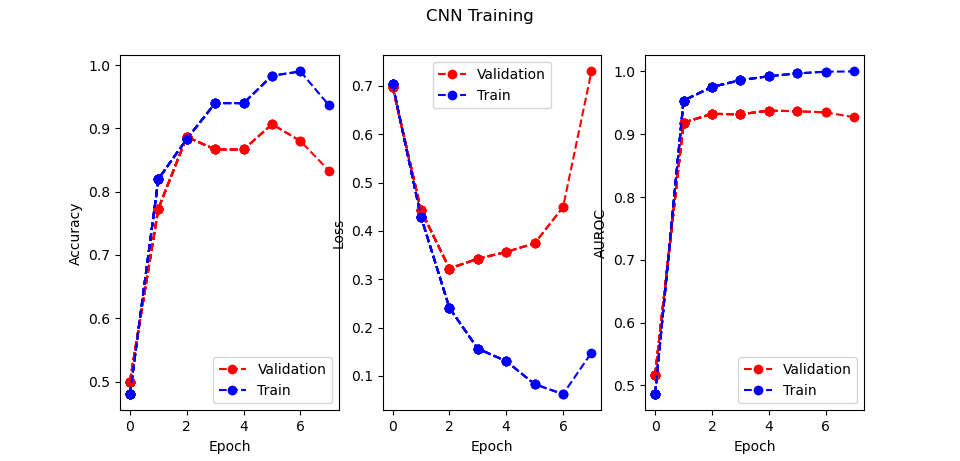 CNN Training
Accuracy
1.0
0.9
0.8
0.7
0.6
0.5
0 2 4 6
Epoch
Validation
Train
Loss
0.7
0.6
0.5
0.4
0.3
0.2
0.1
0 2 4 6
Epoch
Validation
Train
AUROC
1.0
0.9
0.8
0.7
0.6
0.5
0 2 4 6
Epoch
Validation
Train